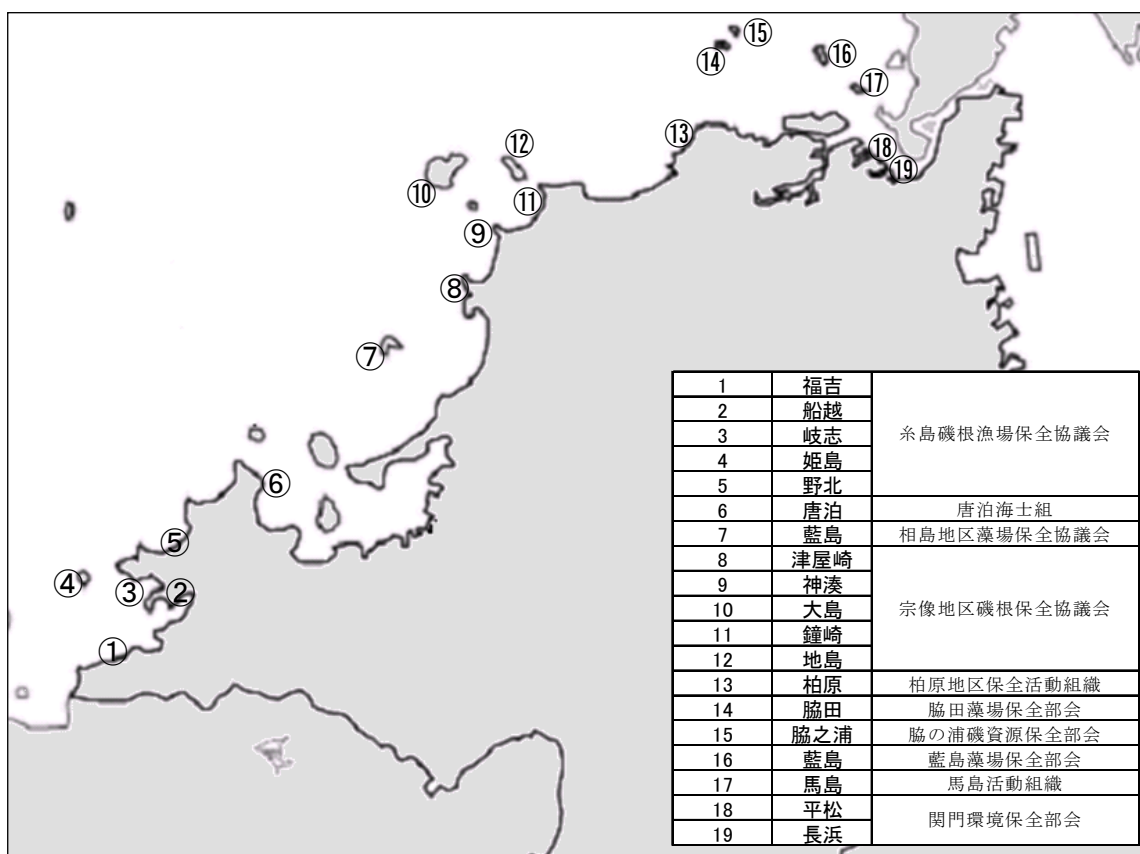 ⑮
⑭
⑯
⑰
⑬
⑫
⑱
⑲
⑩
⑪
⑨
⑧
⑦
⑥
⑤
④
③
②
①
1 福吉 糸島磯根漁場保全協議会
2 船越
3 岐志
4 姫島
5 野北
6 唐泊 唐泊海士組
7 藍島 相島地区藻場保全協議会
8 津屋崎 宗像地区磯根保全協議会
9 神湊
10 大島
11 鐘崎
12 地島
13 柏原 柏原地区保全活動組織
14 脇田 脇田藻場保全部会
15 脇之浦 脇の浦磯資源保全部会
16 藍島 藍島藻場保全部会
17 馬島 馬島活動組織
18 平松 関門環境保全部会
19 長浜